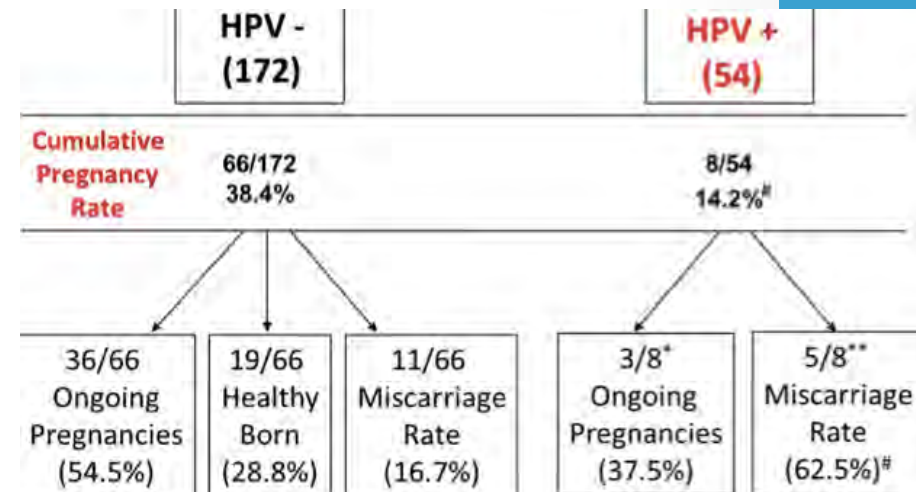 HPV -
(172)
HPV +
(54)
Cumulative
Pregnancy
Rate
66/172
38.4%
8/54
14.2%#
36/66
Ongoing
Pregnancies
(54.5%)
19/66
Healthy
Born
(28.8%)
11/66
Miscarriage
Rate
(16.7%)
3/8*
Ongoing
Pregnancies
(37.5%)
5/8**
Miscarriage
Rate
(62.5%)#